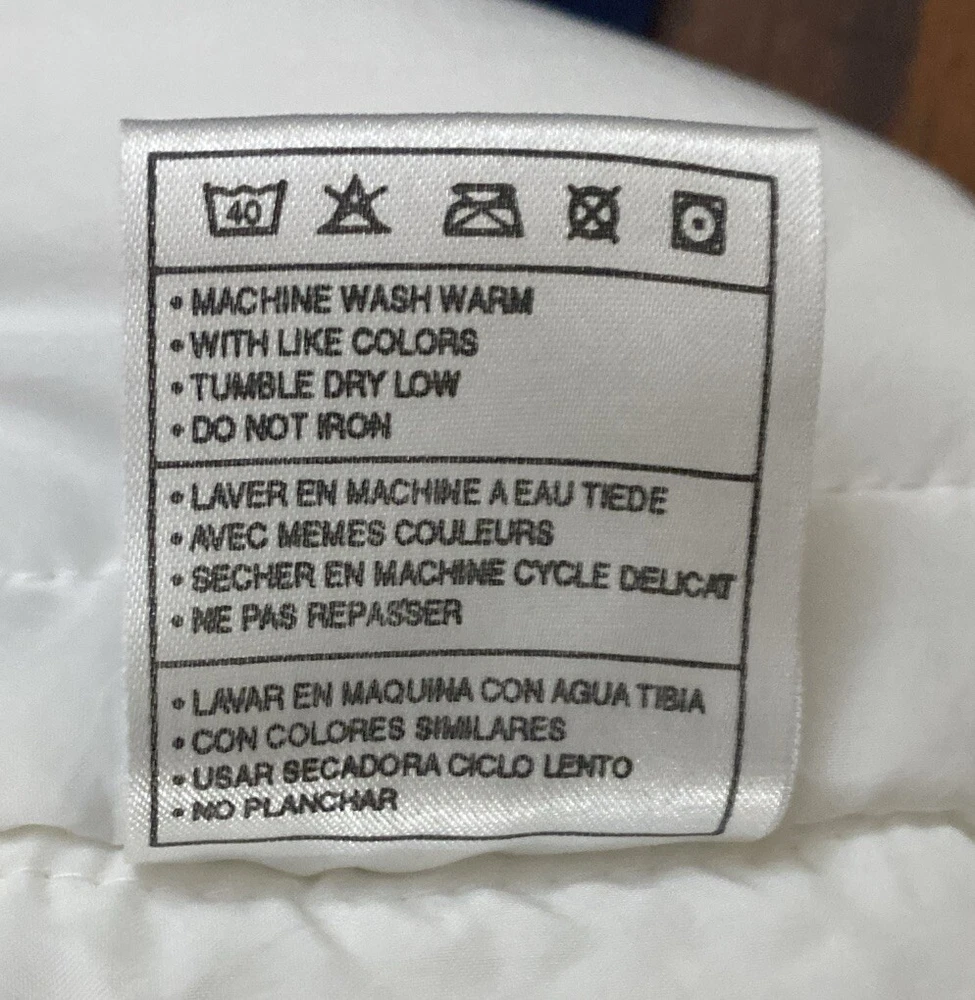 40
• MACHINE WASH WARM
• WITH LIKE COLORS
• TUMBLE DRY LOW
• DO NOT IRON
• LAVER EN MACHINE A EAU TIEDE
• AVEC MEMES COULEURS
• SECHER EN MACHINE CYCLE DELICAT
• NE PAS REPASSER
• LAVAR EN MAQUINA CON AGUA TIBIA
• CON COLORES SIMILARES
• USAR SECADORA CICLO LENTO
• NO PLANCHAR